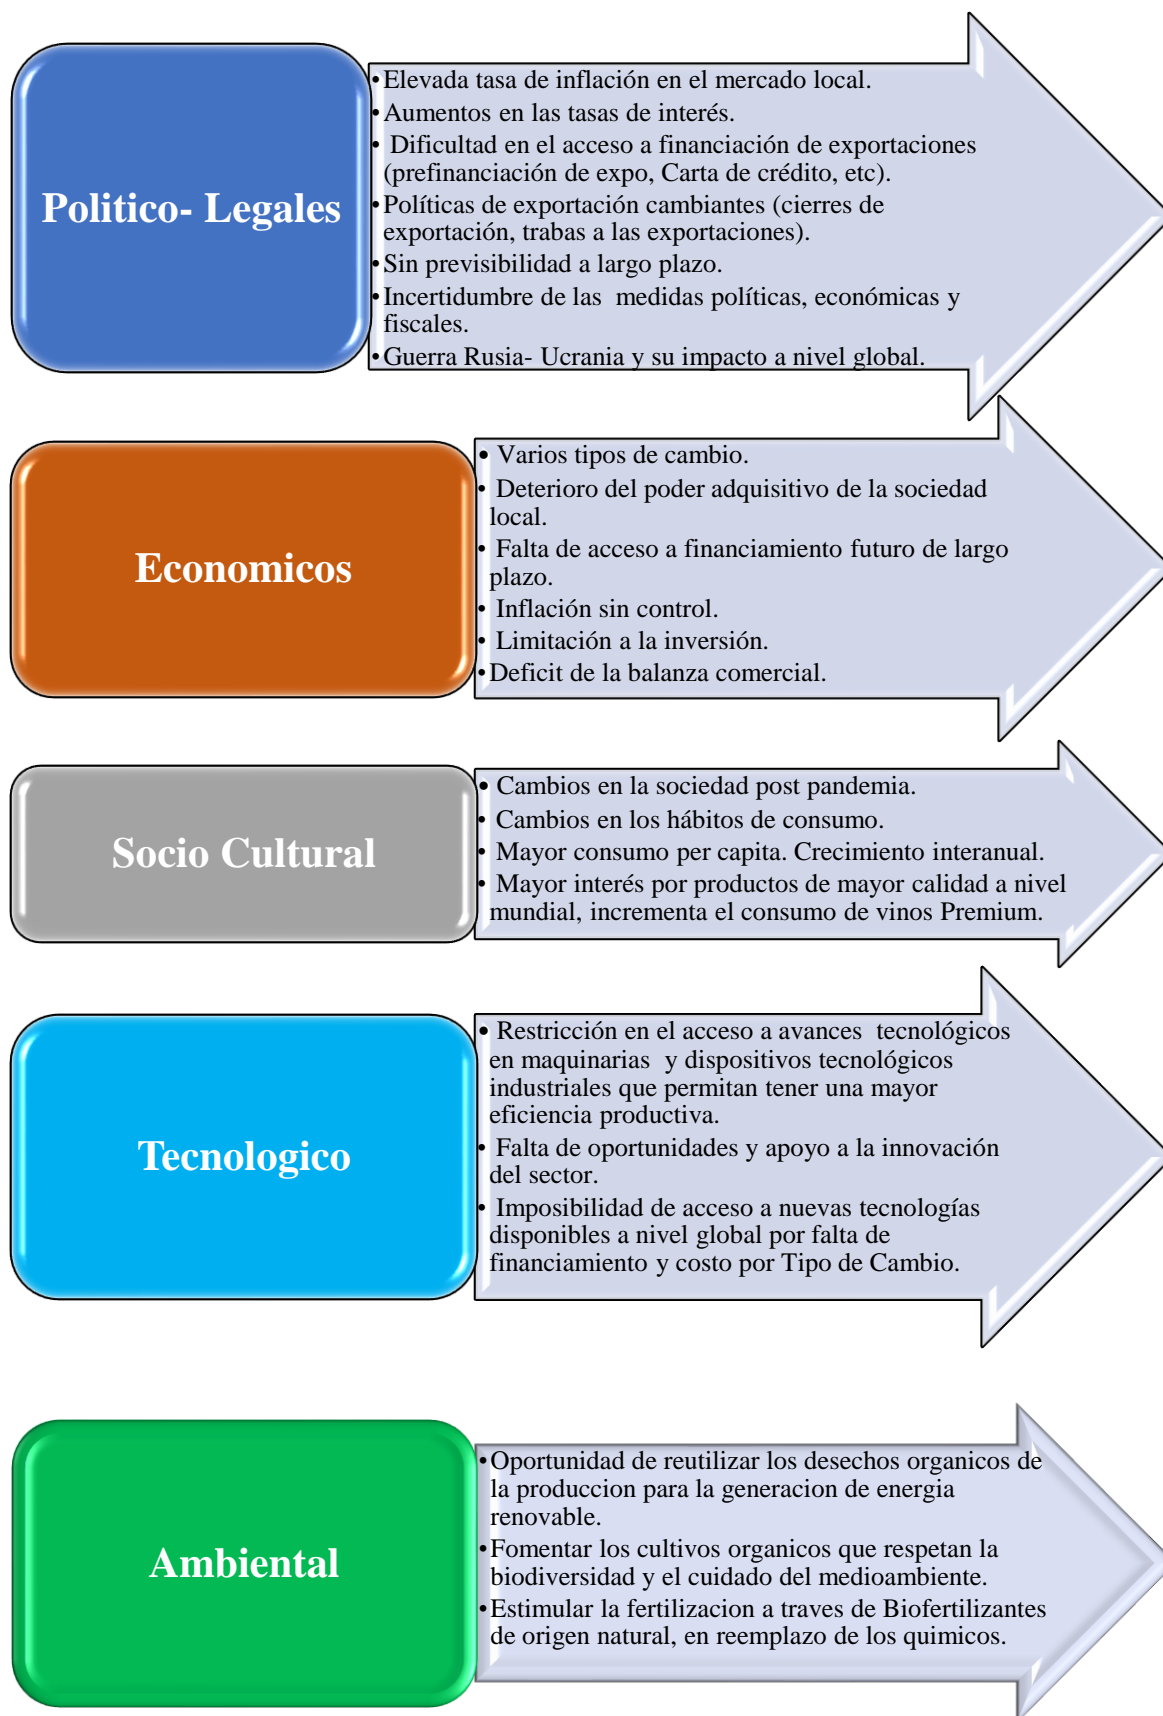 Politico- Legales
•Elevada tasa de inflación en el mercado local.
•Aumentos en las tasas de interés.
• Dificultad en el acceso a financiación de exportaciones
(prefinanciación de expo, Carta de crédito, etc).
•Políticas de exportación cambiantes (cierres de
exportación, trabas a las exportaciones).
•Sin previsibilidad a largo plazo.
•Incertidumbre de las  medidas políticas, económicas y
fiscales.
•Guerra Rusia- Ucrania y su impacto a nivel global.
Economicos
• Varios tipos de cambio.
• Deterioro del poder adquisitivo de la sociedad
local.
• Falta de acceso a financiamiento futuro de largo
plazo.
• Inflación sin control.
• Limitación a la inversión.
•Deficit de la balanza comercial.
Socio Cultural
• Cambios en la sociedad post pandemia.
• Cambios en los hábitos de consumo.
• Mayor consumo per capita. Crecimiento interanual.
• Mayor interés por productos de mayor calidad a nivel
mundial, incrementa el consumo de vinos Premium.
Tecnologico
• Restricción en el acceso a avances  tecnológicos
en maquinarias  y dispositivos tecnológicos
industriales que permitan tener una mayor
eficiencia productiva.
• Falta de oportunidades y apoyo a la innovación
del sector.
• Imposibilidad de acceso a nuevas tecnologías
disponibles a nivel global por falta de
financiamiento y costo por Tipo de Cambio.
Ambiental
•Oportunidad de reutilizar los desechos organicos de
la produccion para la generacion de energia
renovable.
•Fomentar los cultivos organicos que respetan la
biodiversidad y el cuidado del medioambiente.
•Estimular la fertilizacion a traves de Biofertilizantes
de origen natural, en reemplazo de los quimicos.